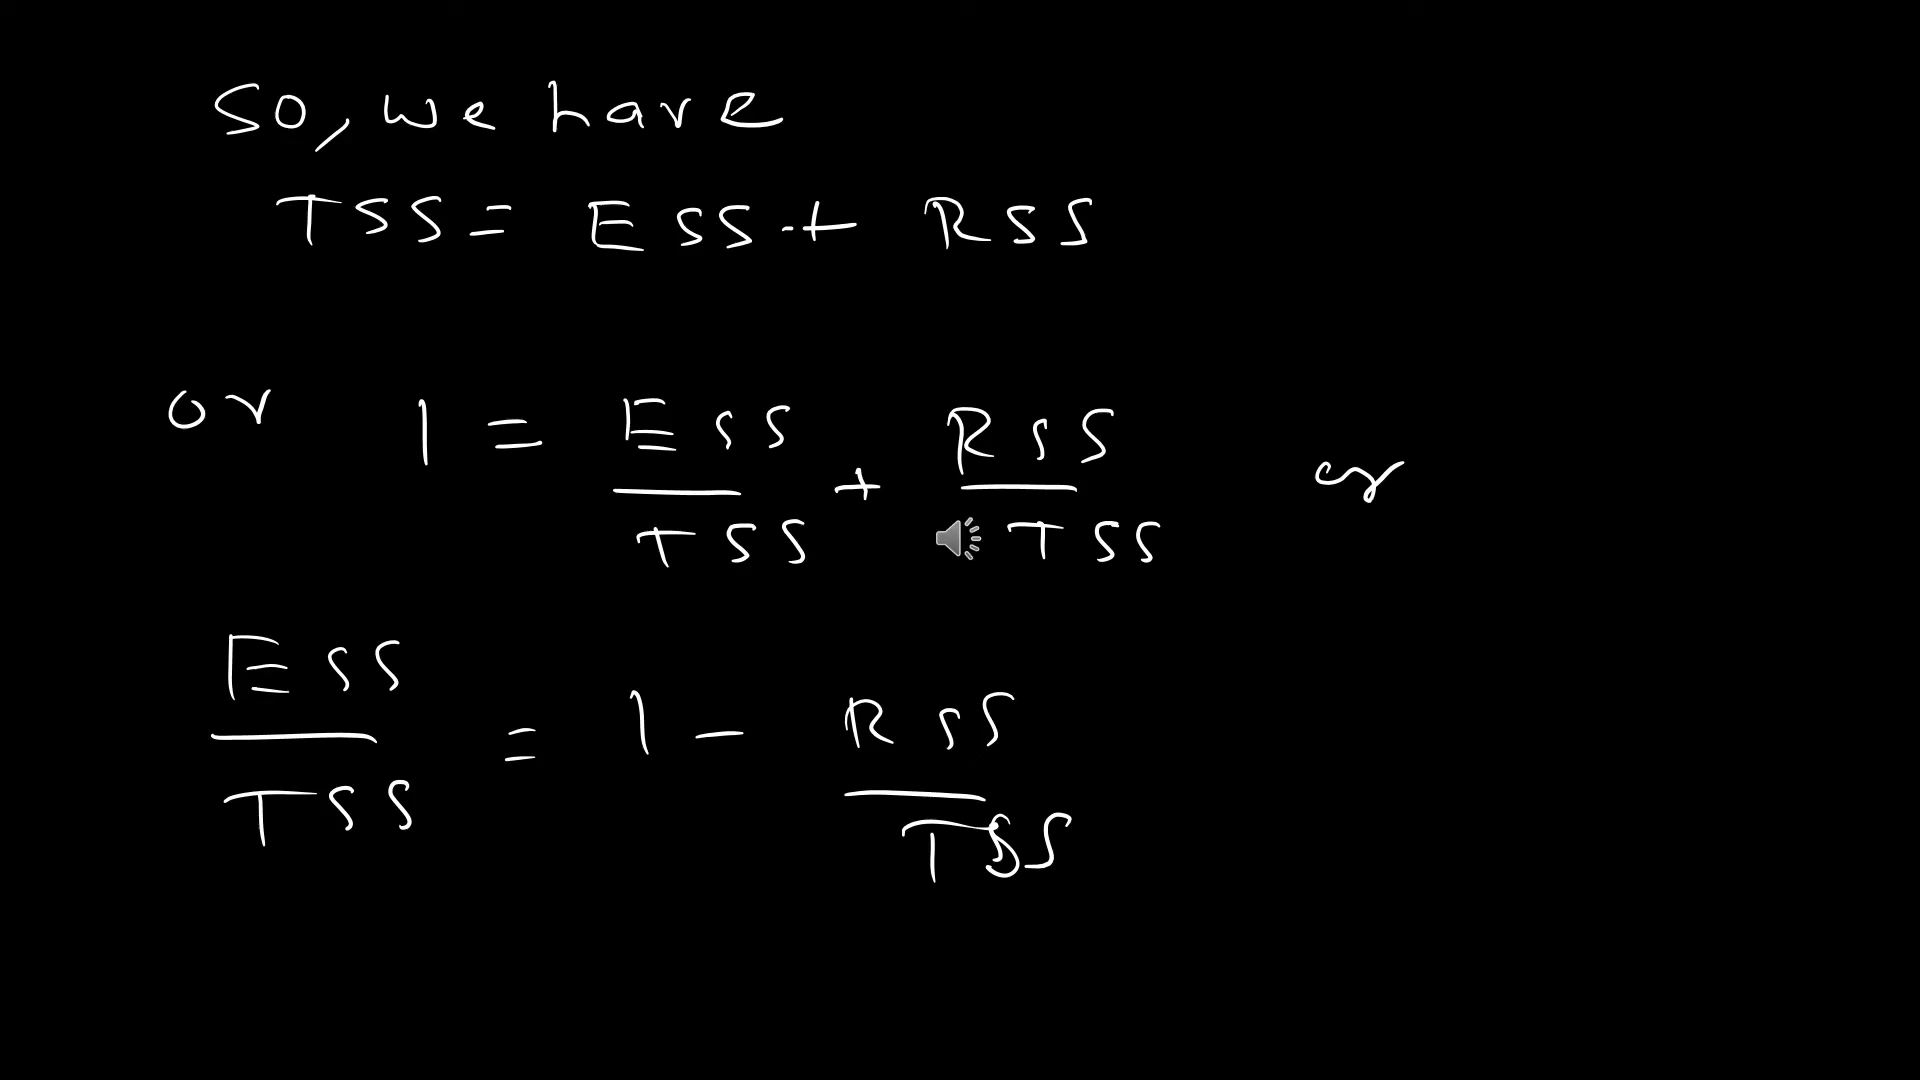 So, we have
TSS = ESS + RSS
or 1 = ESS/TSS + RSS/TSS or
ESS/TSS = 1 - RSS/TSS